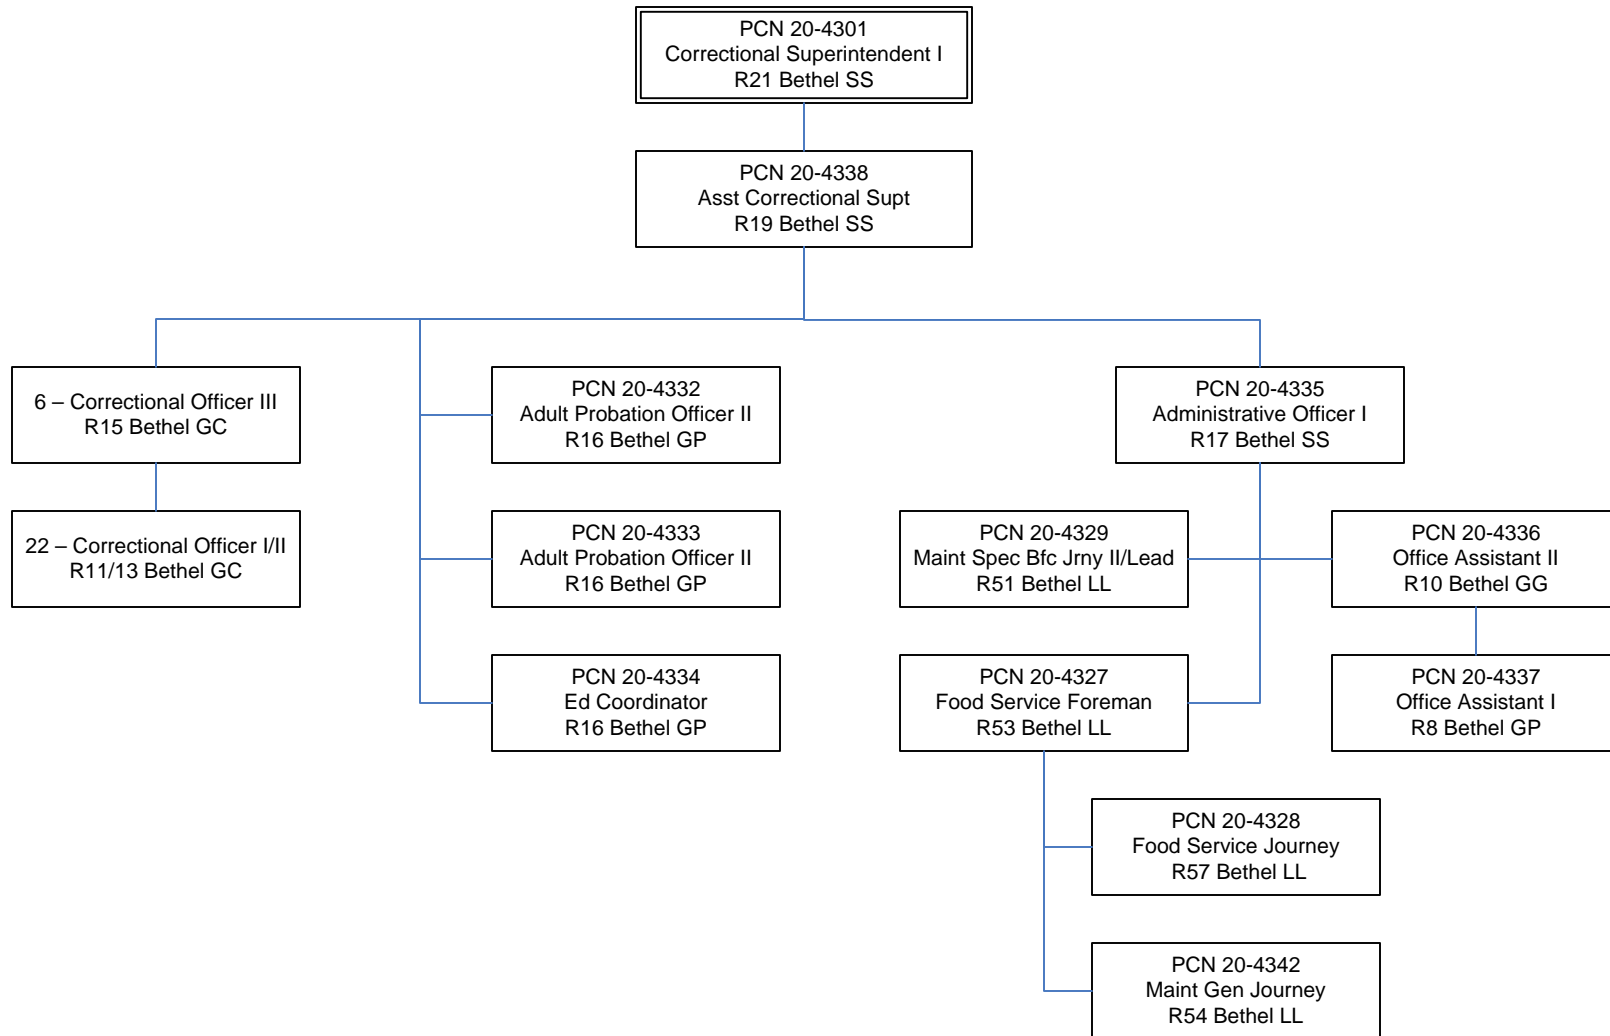 PCN 20-4301
Correctional Superintendent I
R21 Bethel SS
PCN 20-4338
Asst Correctional Supt
R19 Bethel SS
6 – Correctional Officer III
R15 Bethel GC
PCN 20-4332
Adult Probation Officer II
R16 Bethel GP
PCN 20-4335
Administrative Officer I
R17 Bethel SS
22 – Correctional Officer I/II
R11/13 Bethel GC
PCN 20-4333
Adult Probation Officer II
R16 Bethel GP
PCN 20-4329
Maint Spec Bfc Jrny II/Lead
R51 Bethel LL
PCN 20-4336
Office Assistant II
R10 Bethel GG
PCN 20-4334
Ed Coordinator
R16 Bethel GP
PCN 20-4327
Food Service Foreman
R53 Bethel LL
PCN 20-4337
Office Assistant I
R8 Bethel GP
PCN 20-4328
Food Service Journey
R57 Bethel LL
PCN 20-4342
Maint Gen Journey
R54 Bethel LL